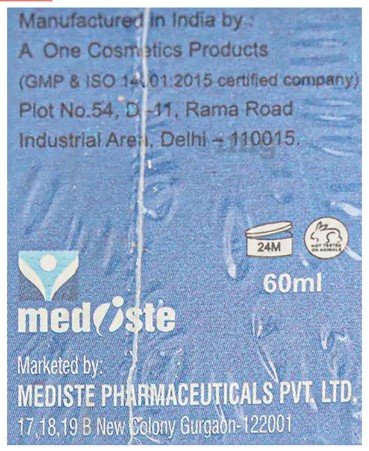 Manufactured in India by :
A One Cosmetics Products
(GMP & ISO 14001:2015 certified company)
Plot No.54, D-11, Rama Road
Industrial Area, Delhi – 110015.
24M
NOT TESTED
ON ANIMALS
60ml
mediste
Marketed by:
MEDISTE PHARMACEUTICALS PVT. LTD.
17,18,19 B New Colony Gurgaon-122001